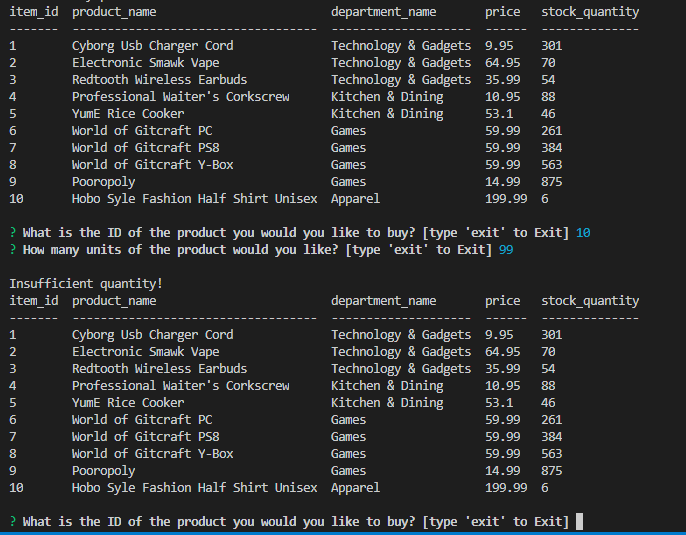 item_id  product_name                        department_name       price   stock_quantity
-------  ----------------------------------- --------------------  ------  --------------
1        Cyborg Usb Charger Cord             Technology & Gadgets  9.95    301
2        Electronic Smawk Vape               Technology & Gadgets  64.95   70
3        Redtooth Wireless Earbuds           Technology & Gadgets  35.99   54
4        Professional Waiter's Corkscrew     Kitchen & Dining      10.95   88
5        YumE Rice Cooker                    Kitchen & Dining      53.1    46
6        World of Gitcraft PC                Games                 59.99   261
7        World of Gitcraft PS8               Games                 59.99   384
8        World of Gitcraft Y-Box             Games                 59.99   563
9        Pooropoly                           Games                 14.99   875
10       Hobo Syle Fashion Half Shirt Unisex  Apparel               199.99  6
? What is the ID of the product you would you like to buy? [type 'exit' to Exit] 10
? How many units of the product would you like? [type 'exit' to Exit] 99
Insufficient quantity!
item_id  product_name                        department_name       price   stock_quantity
-------  ----------------------------------- --------------------  ------  --------------
1        Cyborg Usb Charger Cord             Technology & Gadgets  9.95    301
2        Electronic Smawk Vape               Technology & Gadgets  64.95   70
3        Redtooth Wireless Earbuds           Technology & Gadgets  35.99   54
4        Professional Waiter's Corkscrew     Kitchen & Dining      10.95   88
5        YumE Rice Cooker                    Kitchen & Dining      53.1    46
6        World of Gitcraft PC                Games                 59.99   261
7        World of Gitcraft PS8               Games                 59.99   384
8        World of Gitcraft Y-Box             Games                 59.99   563
9        Pooropoly                           Games                 14.99   875
10       Hobo Syle Fashion Half Shirt Unisex  Apparel               199.99  6
? What is the ID of the product you would you like to buy? [type 'exit' to Exit]